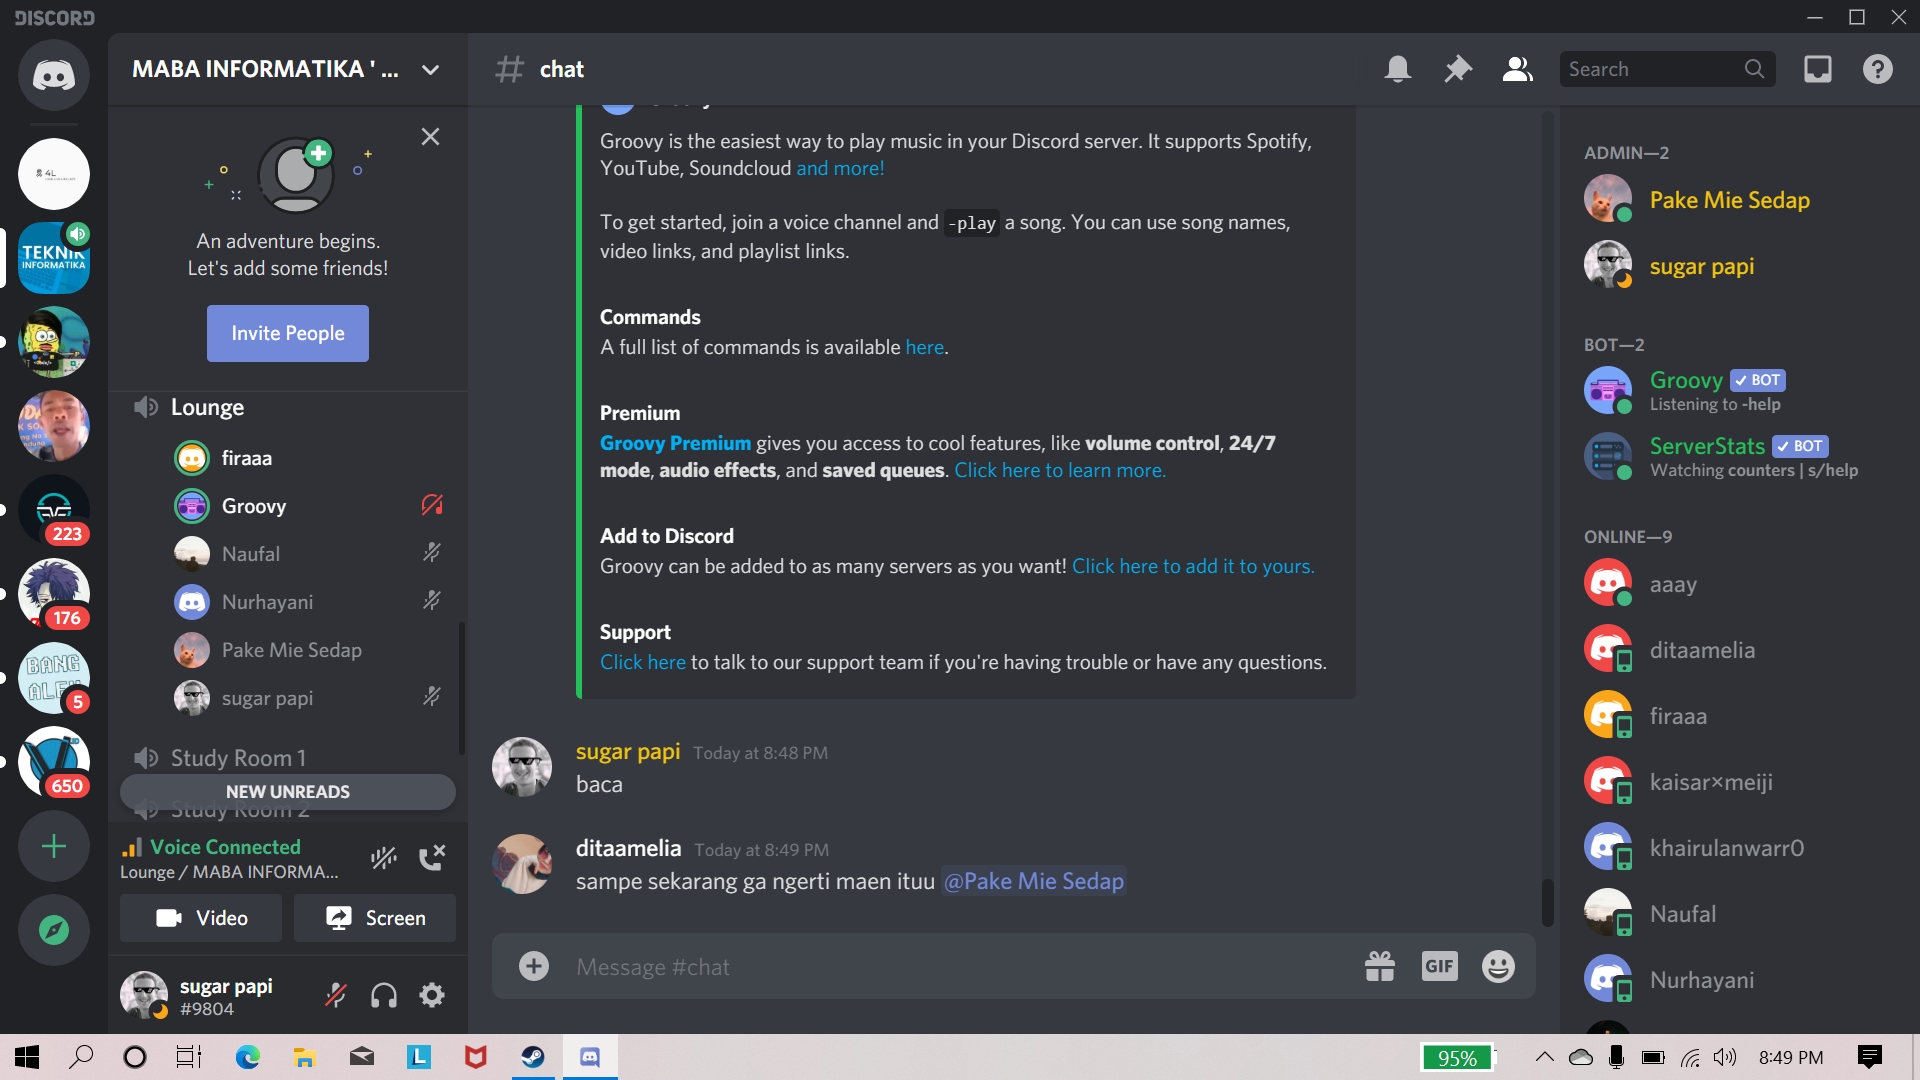 DISCORD
MABA INFORMATIKA ' ...
chat
Search
4L
TEKNIK
INFORMATIKA
223
176
BANG
ALEX
5
650
An adventure begins.
Let's add some friends!
Invite People
Lounge
firaaa
Groovy
Naufal
Nurhayani
Pake Mie Sedap
sugar papi
Study Room 1
NEW UNREADS
Study Room 2
Voice Connected
Lounge / MABA INFORMA...
Video
Screen
sugar papi
#9804
Groovy is the easiest way to play music in your Discord server. It supports Spotify,
YouTube, Soundcloud and more!
To get started, join a voice channel and -play a song. You can use song names,
video links, and playlist links.
Commands
A full list of commands is available here.
Premium
Groovy Premium gives you access to cool features, like volume control, 24/7
mode, audio effects, and saved queues. Click here to learn more.
Add to Discord
Groovy can be added to as many servers as you want! Click here to add it to yours.
Support
Click here to talk to our support team if you're having trouble or have any questions.
sugar papi Today at 8:48 PM
baca
ditaamelia Today at 8:49 PM
sampe sekarang ga ngerti maen ituu @Pake Mie Sedap
Message #chat
GIF
ADMIN—2
Pake Mie Sedap
sugar papi
BOT—2
Groovy ✓ BOT
Listening to -help
ServerStats ✓ BOT
Watching counters | s/help
ONLINE—9
aaay
ditaamelia
firaaa
kaisar×meiji
khairulanwarr0
Naufal
Nurhayani
L
95%
8:49 PM